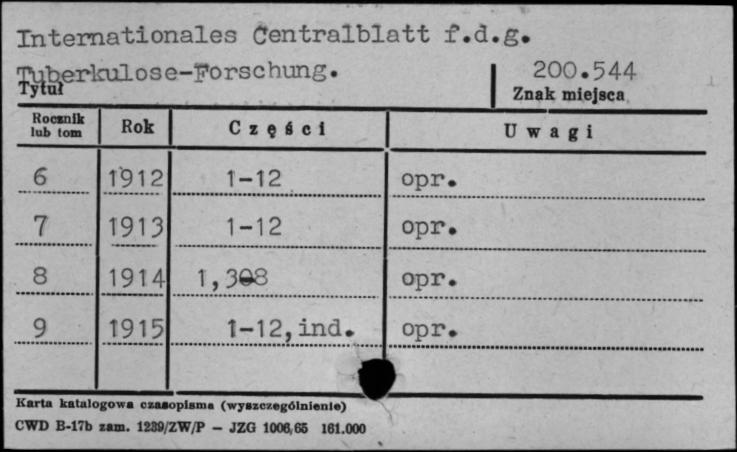 Internationales Centralblatt f.d.g.
Tuberkulose-Forschung.
200.544
Tytuł
Znak miejsca
Rocznik lub tom Rok Części Uwagi
6 1912 1-12 opr.
7 1913 1-12 opr.
8 1914 opr.
9 1915 1-12, ind. opr.
Karta katalogowa czasopisma (wyszczególnienie)
CWD B-17b zam. 1239/ZW/P — JZG 1006/65 161.000